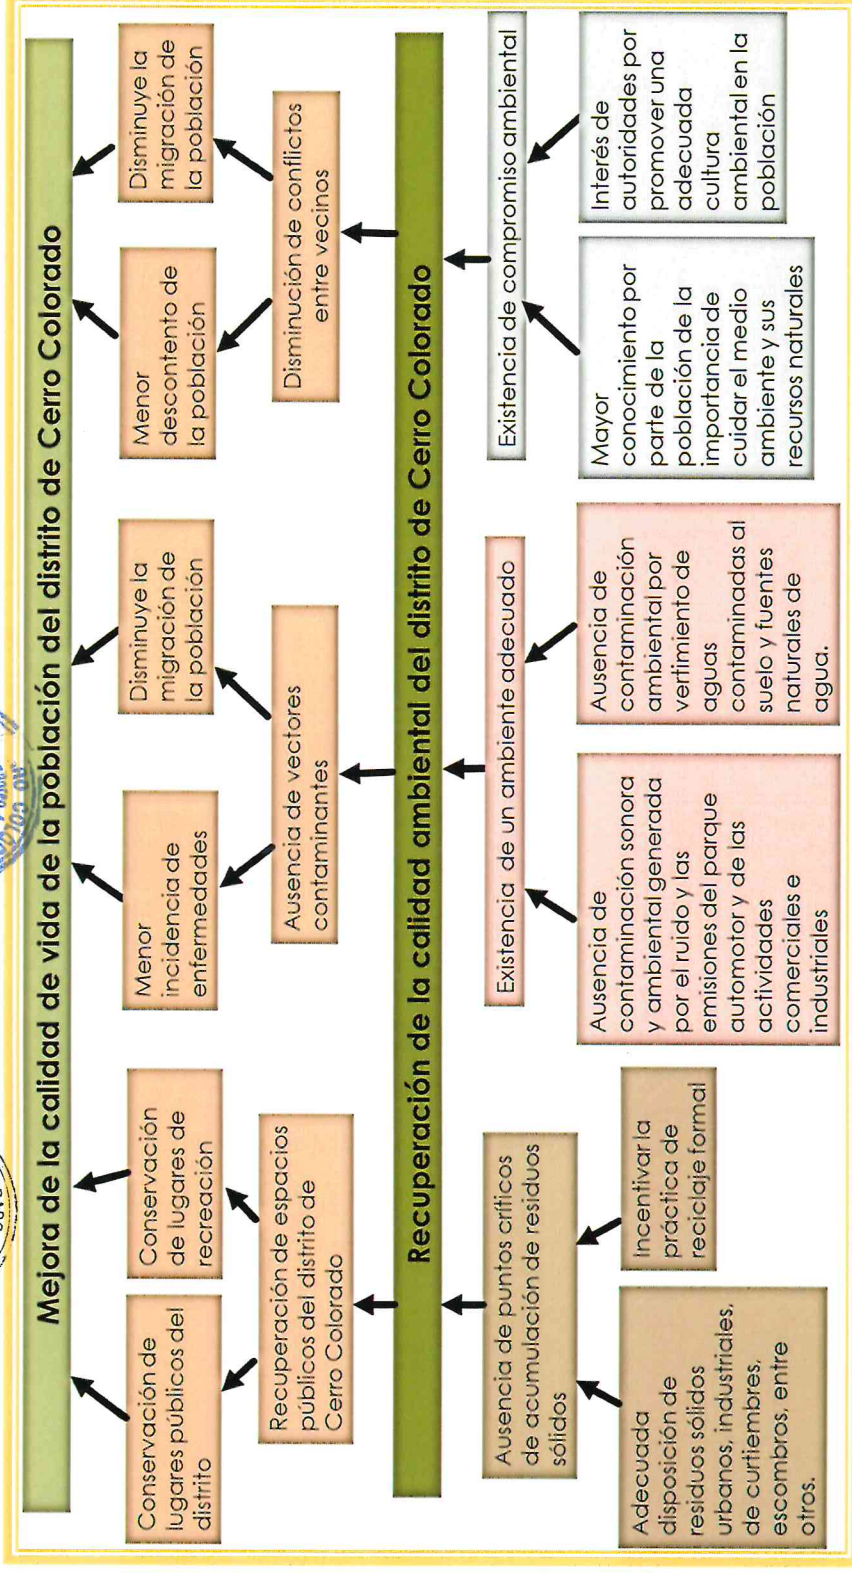 Mejora de la calidad de vida de la población del distrito de Cerro Colorado
Conservación de
lugares públicos del
distrito
Conservación
de lugares de
recreación
Menor
incidencia de
enfermedades
Disminuye la
migración de
la población
Menor
descontento de
la población
Disminuye la
migración de
la población
Recuperación de espacios
públicos del distrito de
Cerro Colorado
Ausencia de vectores
contaminantes
Disminución de conflictos
entre vecinos
Recuperación de la calidad ambiental del distrito de Cerro Colorado
Ausencia de puntos críticos
de acumulación de residuos
sólidos
Existencia de un ambiente adecuado
Existencia de compromiso ambiental
Adecuada
disposición de
residuos sólidos
urbanos, industriales,
de curtiembres,
escombros, entre
otros.
Incentivar la
práctica de
reciclaje formal
Ausencia de
contaminación sonora
y ambiental generada
por el ruido y las
emisiones del parque
automotor y de las
actividades
comerciales e
industriales
Ausencia de
contaminación
ambiental por
vertimiento de
aguas
contaminadas al
suelo y fuentes
naturales de
agua.
Mayor
conocimiento por
parte de la
población de la
importancia de
cuidar el medio
ambiente y sus
recursos naturales
Interés de
autoridades por
promover una
adecuada
cultura
ambiental en la
población